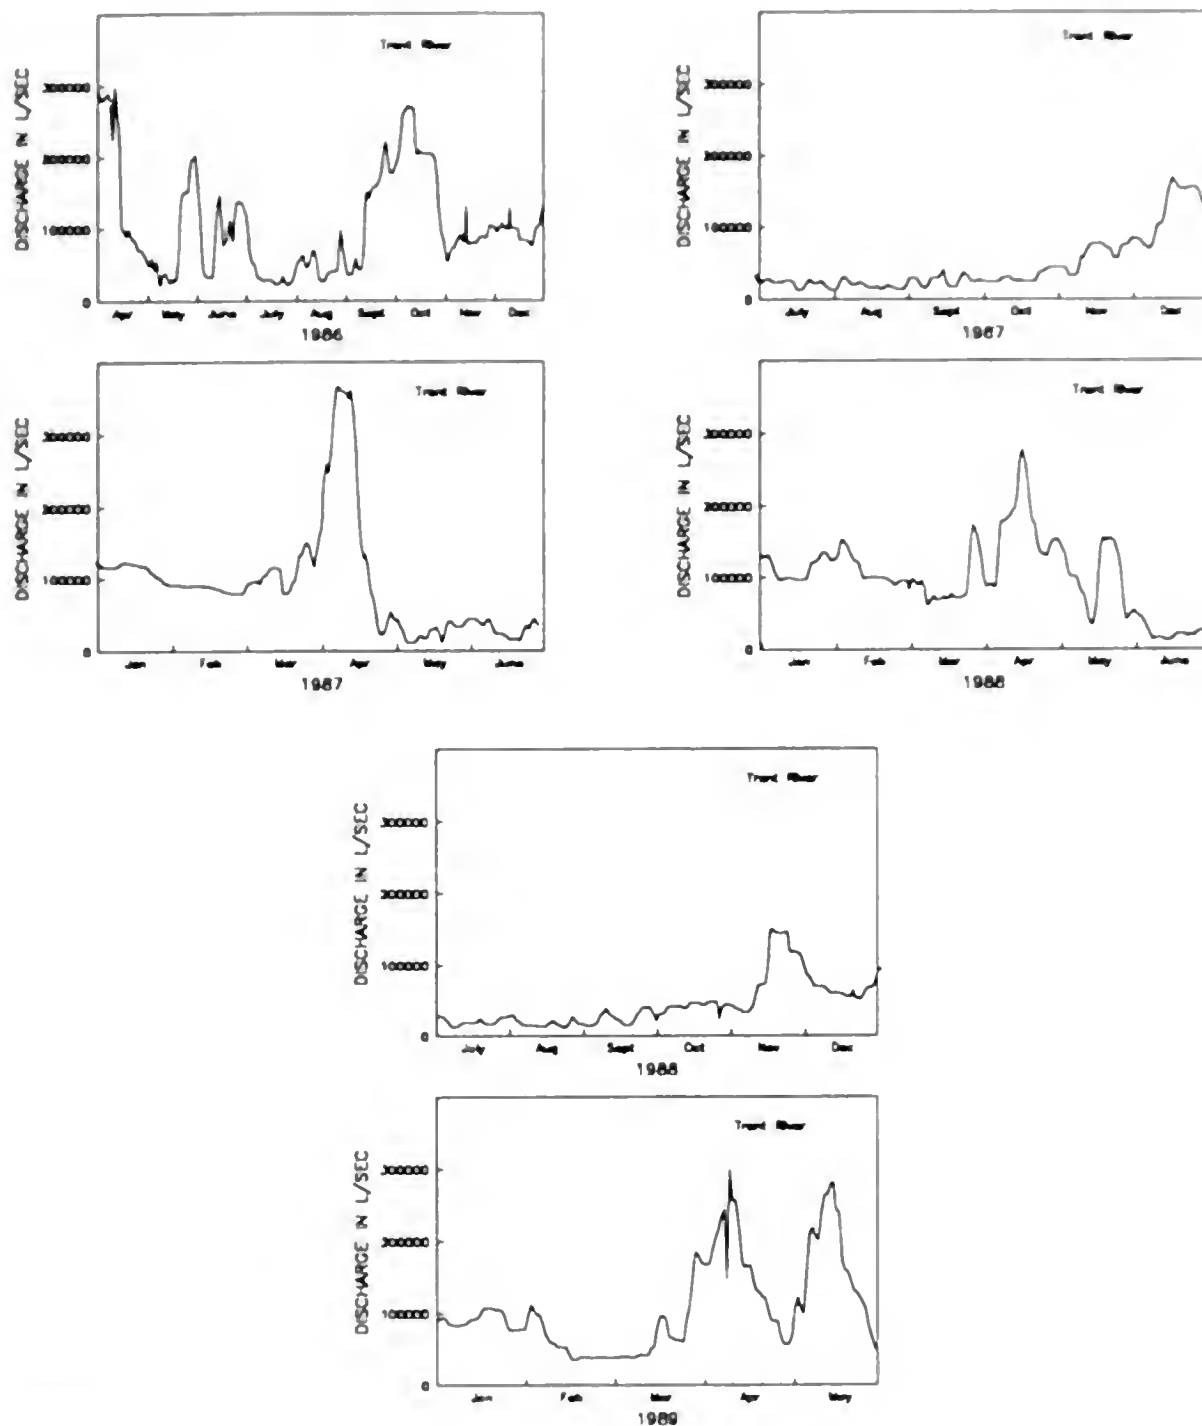 Trent River
DISCHARGE IN L/SEC
300000
200000
100000
0
Apr May June July Aug Sept Oct Nov Dec
1986
Trent River
DISCHARGE IN L/SEC
300000
200000
100000
0
July Aug Sept Oct Nov Dec
1987
Trent River
DISCHARGE IN L/SEC
300000
200000
100000
0
Jan Feb Mar Apr May June
1987
Trent River
DISCHARGE IN L/SEC
300000
200000
100000
0
Jan Feb Mar Apr May June
1988
Trent River
DISCHARGE IN L/SEC
300000
200000
100000
0
July Aug Sept Oct Nov Dec
1988
Trent River
DISCHARGE IN L/SEC
300000
200000
100000
0
Jan Feb Mar Apr May
1989